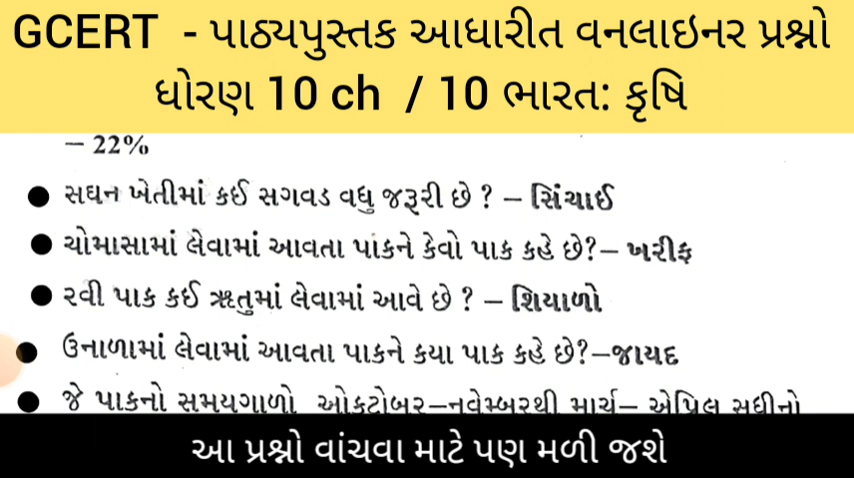 GCERT - પાઠ્યપુસ્તક આધારીત વનલાઇનર પ્રશ્નો
ધોરણ 10 ch / 10 ભારત: કૃષિ
– 22%
● સઘન ખેતીમાં કઈ સગવડ વધુ જરૂરી છે ? – સિંચાઈ
● ચોમાસામાં લેવામાં આવતા પાકને કેવો પાક કહે છે?– ખરીફ
● રવી પાક કઈ ઋતુમાં લેવામાં આવે છે ? – શિયાળો
● ઉનાળામાં લેવામાં આવતા પાકને કયા પાક કહે છે?–જાયદ
● જે પાકનો સમયગાળો ઓક્ટોબર–નવેમ્બરથી માર્ચ– એપ્રિલ સુધીનો
આ પ્રશ્નો વાંચવા માટે પણ મળી જશે